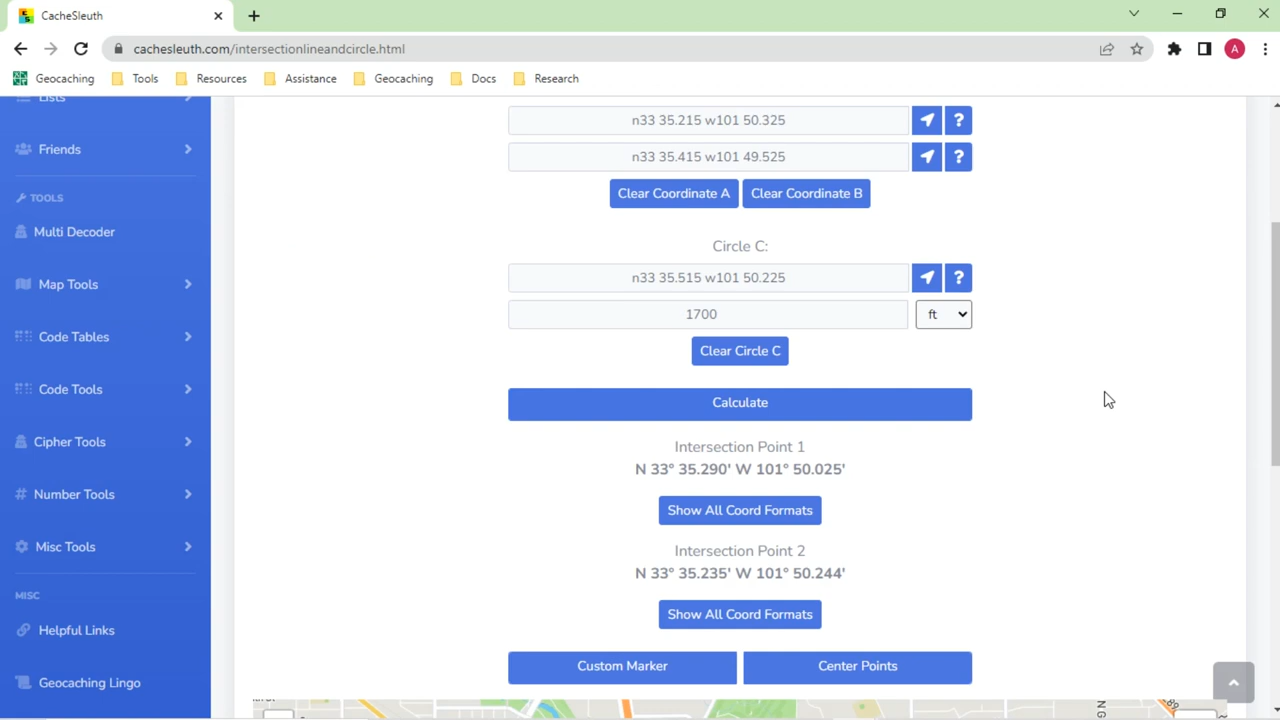 CacheSleuth
cachesleuth.com/intersectionlineandcircle.html
A
Geocaching Tools Resources Assistance Geocaching Docs Research
Lists
Friends
TOOLS
Multi Decoder
Map Tools
Code Tables
Code Tools
Cipher Tools
Number Tools
Misc Tools
MISC
Helpful Links
Geocaching Lingo
n33 35.215 w101 50.325 ?
n33 35.415 w101 49.525 ?
Clear Coordinate A Clear Coordinate B
Circle C:
n33 35.515 w101 50.225 ?
1700 ft
Clear Circle C
Calculate
Intersection Point 1
N 33° 35.290' W 101° 50.025'
Show All Coord Formats
Intersection Point 2
N 33° 35.235' W 101° 50.244'
Show All Coord Formats
Custom Marker Center Points